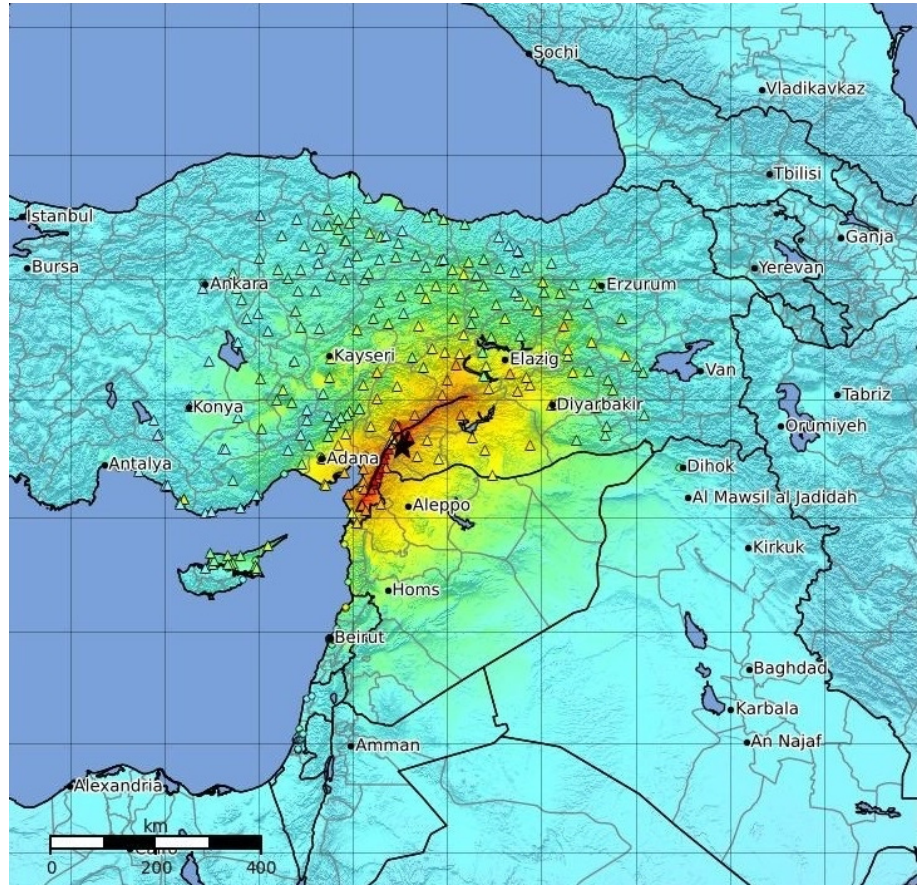 Sochi
Vladikavkaz
Tbilisi
Istanbul
Ganja
Bursa
Yerevan
Ankara
Erzurum
Kayseri
Elazig
Van
Tabriz
Konya
Diyarbakir
Orumiyeh
Antalya
Adana
Dihok
Al Mawsil al Jadidah
Aleppo
Kirkuk
Homs
Beirut
Baghdad
Karbala
Amman
An Najaf
Alexandria
km
Cairo
0 200 400